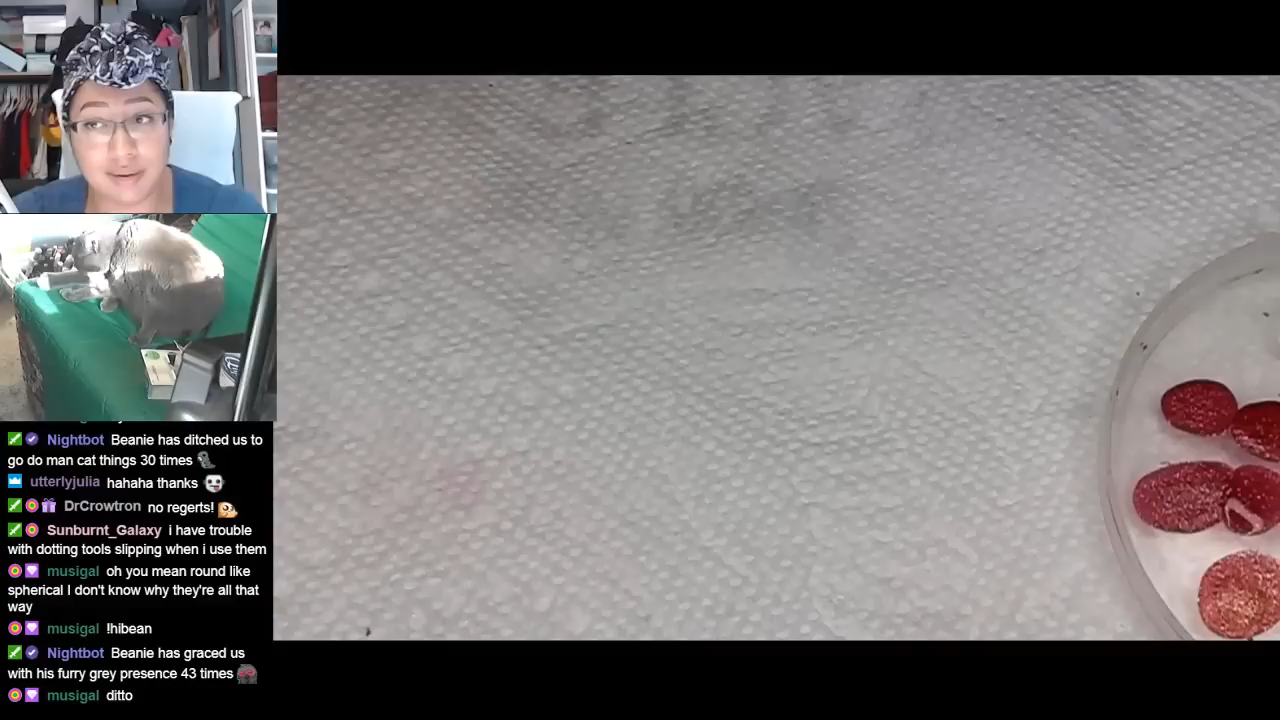 Nightbot Beanie has ditched us to
go do man cat things 30 times
utterlyjulia hahaha thanks
DrCrowtron no regerts!
Sunburnt_Galaxy i have trouble
with dotting tools slipping when i use them
musigal oh you mean round like
spherical I don't know why they're all that
way
musigal !hibean
Nightbot Beanie has graced us
with his furry grey presence 43 times
musigal ditto